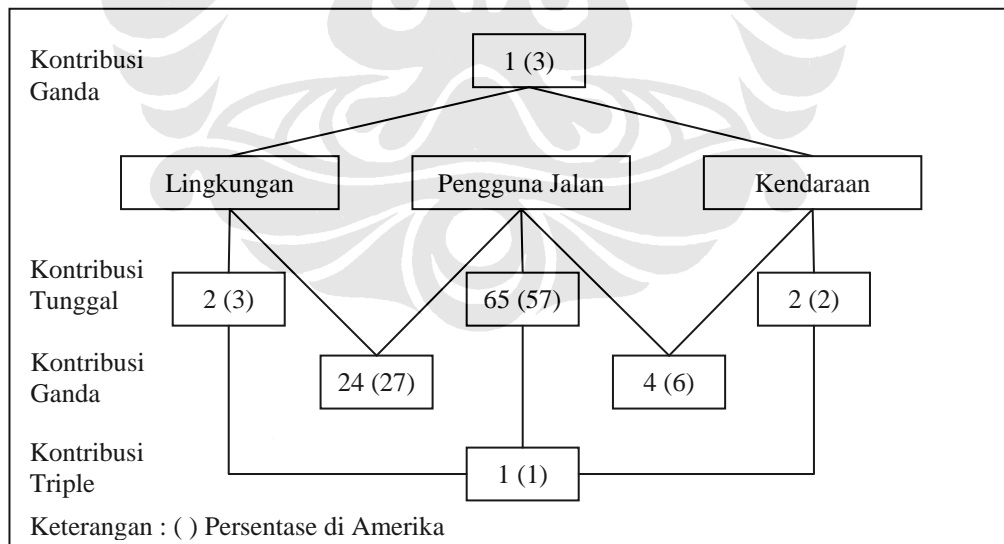 Kontribusi
Ganda
1 (3)
Lingkungan
Pengguna Jalan
Kendaraan
Kontribusi
Tunggal
2 (3)
65 (57)
2 (2)
Kontribusi
Ganda
24 (27)
4 (6)
Kontribusi
Triple
1 (1)
Keterangan : ( ) Persentase di Amerika